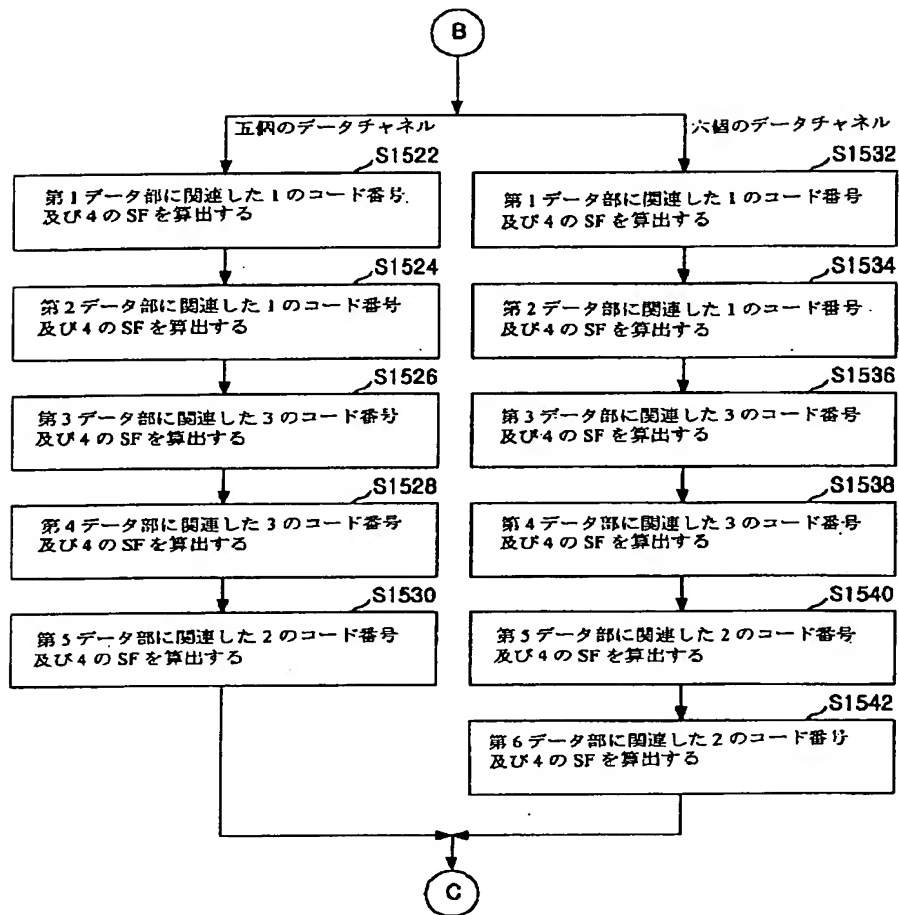 B
五個のデータチャネル
S1522
第1データ部に関連した1のコード番号
及び4のSFを算出する
S1524
第2データ部に関連した1のコード番号
及び4のSFを算出する
S1526
第3データ部に関連した3のコード番号
及び4のSFを算出する
S1528
第4データ部に関連した3のコード番号
及び4のSFを算出する
S1530
第5データ部に関連した2のコード番号
及び4のSFを算出する
六個のデータチャネル
S1532
第1データ部に関連した1のコード番号
及び4のSFを算出する
S1534
第2データ部に関連した1のコード番号
及び4のSFを算出する
S1536
第3データ部に関連した3のコード番号
及び4のSFを算出する
S1538
第4データ部に関連した3のコード番号
及び4のSFを算出する
S1540
第5データ部に関連した2のコード番号
及び4のSFを算出する
S1542
第6データ部に関連した2のコード番号
及び4のSFを算出する
C